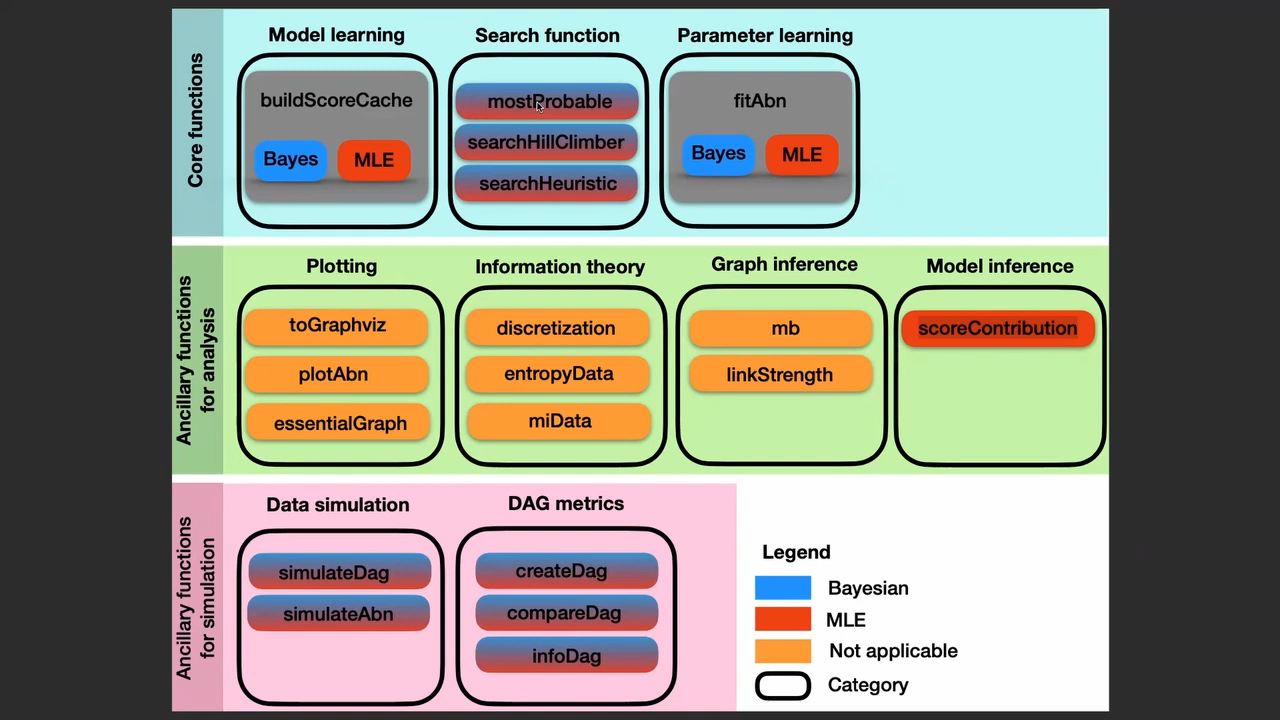 Core functions
Model learning
buildScoreCache
Bayes
MLE
Search function
mostProbable
searchHillClimber
searchHeuristic
Parameter learning
fitAbn
Bayes
MLE
Ancillary functions
for analysis
Plotting
toGraphviz
plotAbn
essentialGraph
Information theory
discretization
entropyData
miData
Graph inference
mb
linkStrength
Model inference
scoreContribution
Ancillary functions
for simulation
Data simulation
simulateDag
simulateAbn
DAG metrics
createDag
compareDag
infoDag
Legend
Bayesian
MLE
Not applicable
Category